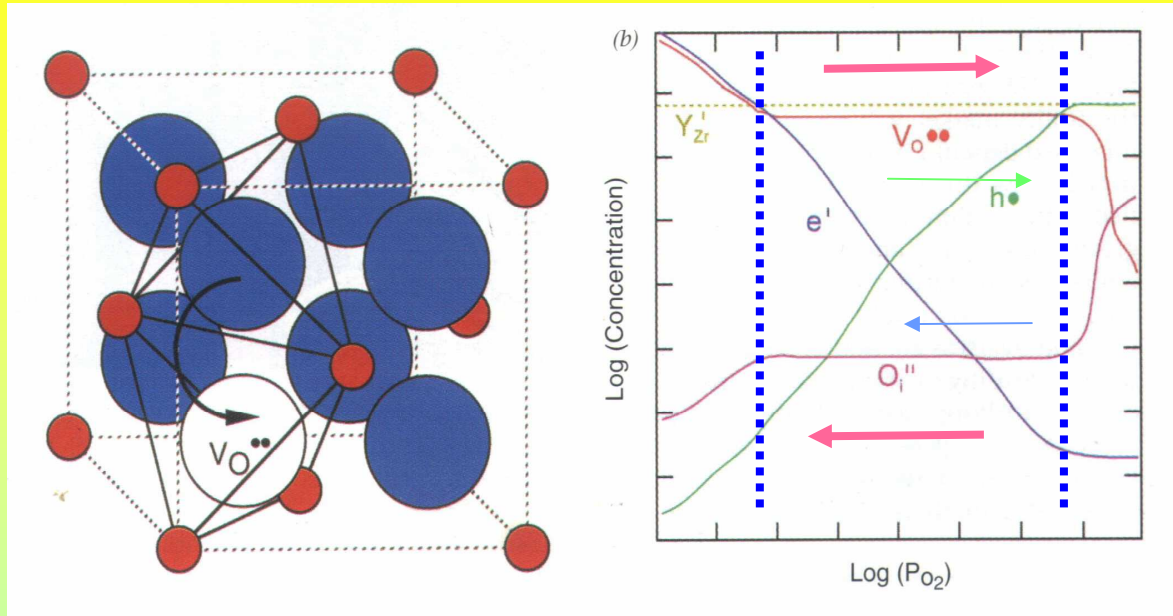 V_O^••
(b)
Y_Zr'
V_O^••
h•
e'
O_i''
Log (Concentration)
Log (P_O2)